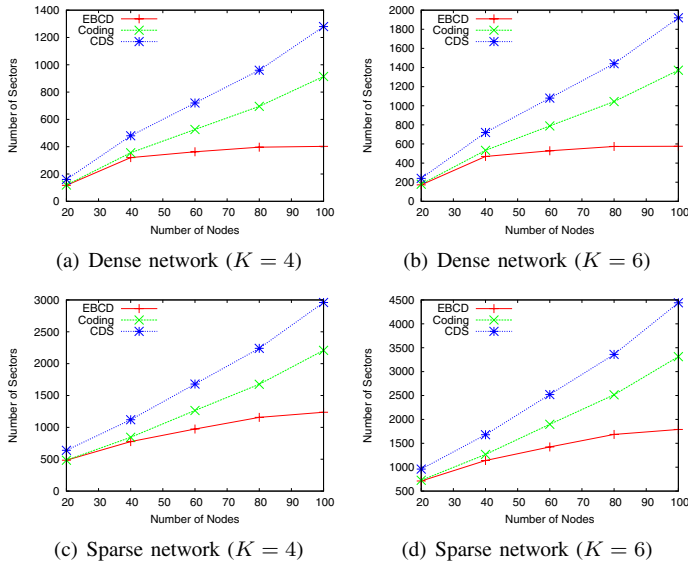 1400
1200
1000
800
600
400
200
0
Number of Sectors
EBCD
Coding
CDS
20 30 40 50 60 70 80 90 100
Number of Nodes
(a) Dense network (K = 4)
2000
1800
1600
1400
1200
1000
800
600
400
200
0
Number of Sectors
EBCD
Coding
CDS
20 30 40 50 60 70 80 90 100
Number of Nodes
(b) Dense network (K = 6)
3000
2500
2000
1500
1000
500
0
Number of Sectors
EBCD
Coding
CDS
20 30 40 50 60 70 80 90 100
Number of Nodes
(c) Sparse network (K = 4)
4500
4000
3500
3000
2500
2000
1500
1000
500
Number of Sectors
EBCD
Coding
CDS
20 30 40 50 60 70 80 90 100
Number of Nodes
(d) Sparse network (K = 6)